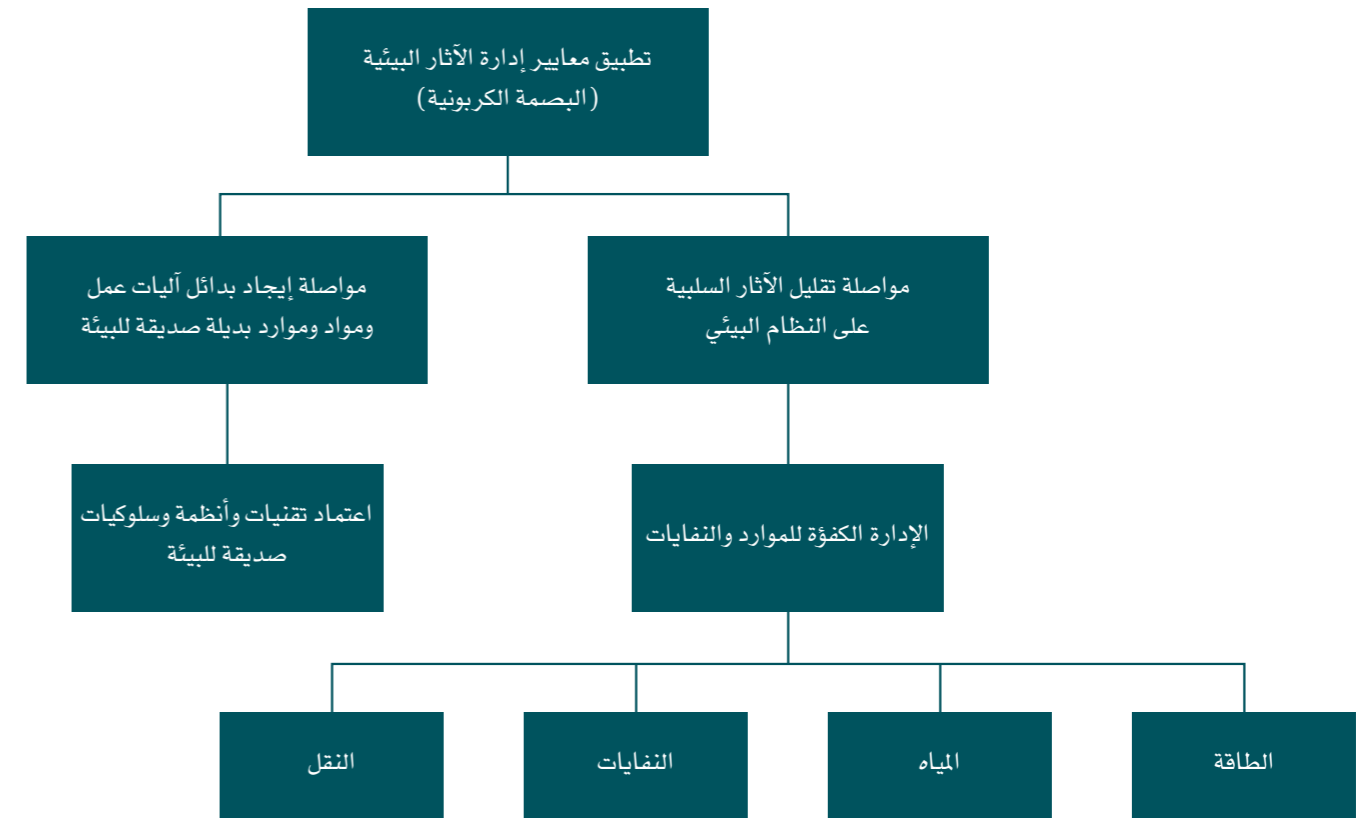 تطبيق معايير إدارة الآثار البيئية
(البصمة الكربونية)
مواصلة تقليل الآثار السلبية
على النظام البيئي
مواصلة إيجاد بدائل آليات عمل
ومواد وموارد بديلة صديقة للبيئة
الإدارة الكفؤة للموارد والنفايات
اعتماد تقنيات وأنظمة وسلوكيات
صديقة للبيئة
الطاقة
المياه
النفايات
النقل